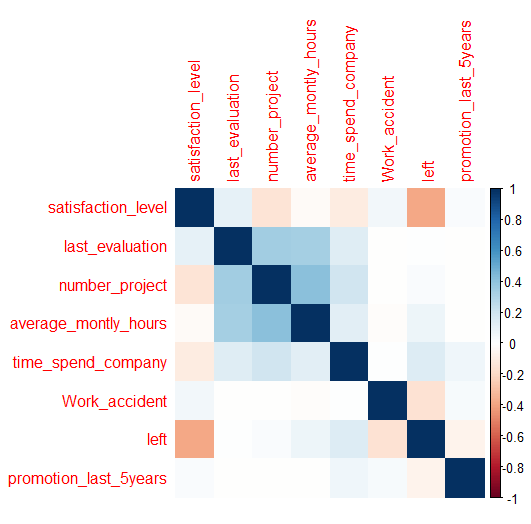 satisfaction_level
last_evaluation
number_project
average_montly_hours
time_spend_company
Work_accident
left
promotion_last_5years
satisfaction_level
last_evaluation
number_project
average_montly_hours
time_spend_company
Work_accident
left
promotion_last_5years
1
0.8
0.6
0.4
0.2
0
-0.2
-0.4
-0.6
-0.8
-1